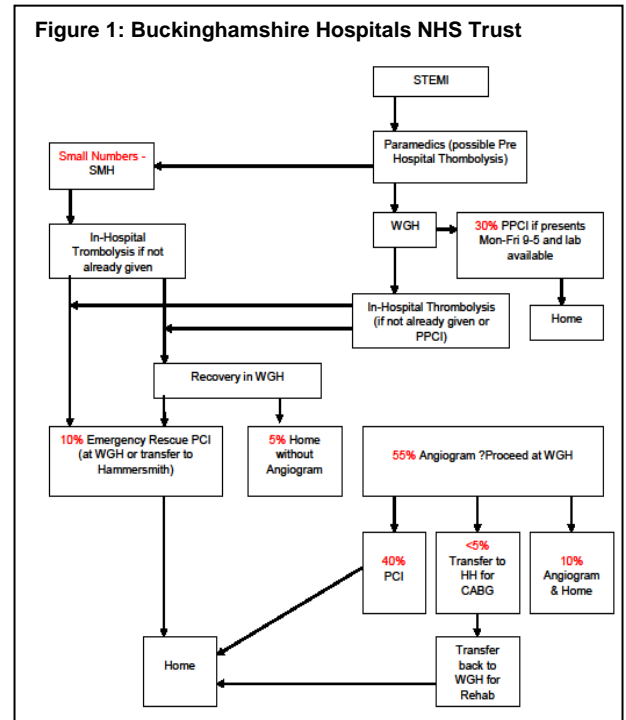 Figure 1: Buckinghamshire Hospitals NHS Trust
STEMI
Paramedics (possible Pre
Hospital Thombolysis)
Small Numbers -
SMH
WGH
30% PPCI if presents
Mon-Fri 9-5 and lab
available
In-Hospital
Trombolysis if not
already given
In-Hospital Thrombolysis
(if not already given or
PPCI)
Home
Recovery in WGH
10% Emergency Rescue PCI
(at WGH or transfer to
Hammersmith)
5% Home
without
Angiogram
55% Angiogram ?Proceed at WGH
40%
PCI
<5%
Transfer to
HH for
CABG
10%
Angiogram
& Home
Home
Transfer
back to
WGH for
Rehab